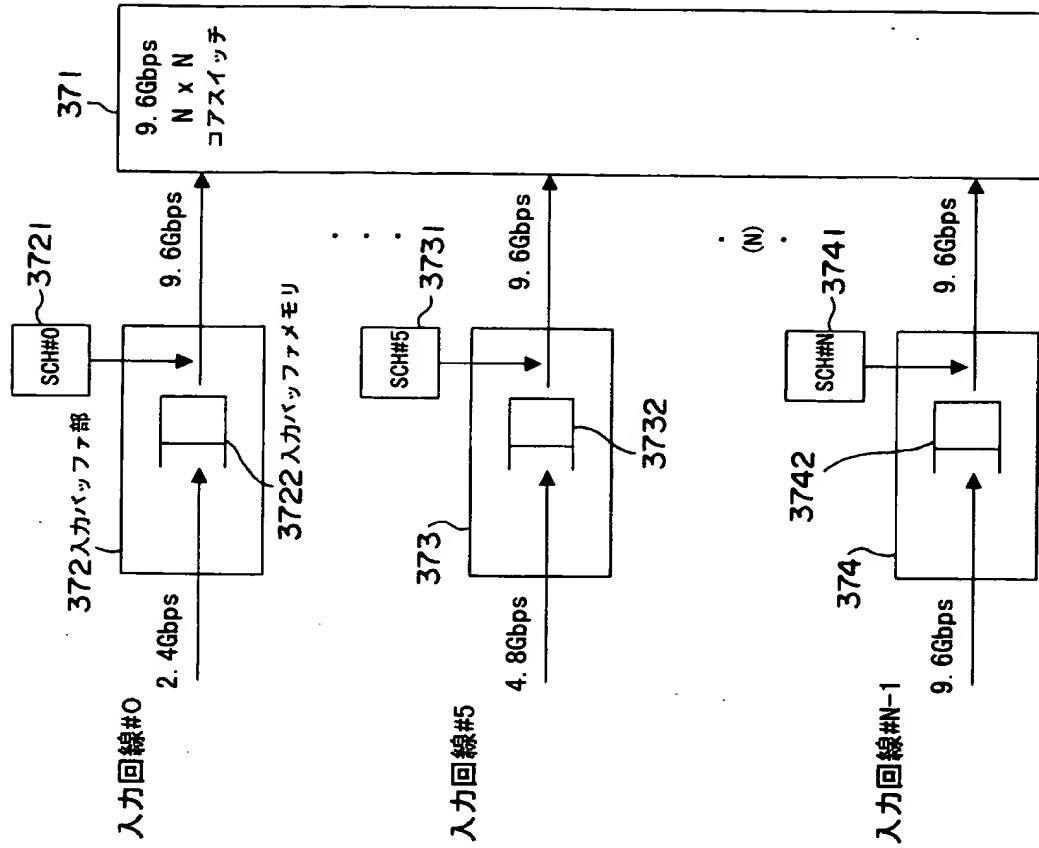 371
9.6Gbps
N x N
コアスイッチ
入力回線#0
2.4Gbps
372入力バッファ部
3722入力バッファメモリ
SCH#0
3721
9.6Gbps
・・・
入力回線#5
4.8Gbps
373
3732
SCH#5
3731
9.6Gbps
・(N)・
入力回線#N-1
9.6Gbps
374
3742
SCH#N
3741
9.6Gbps